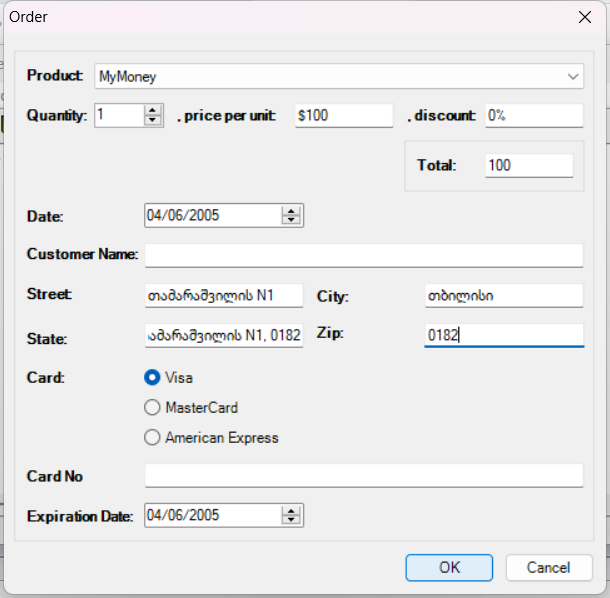 Order
Product: MyMoney
Quantity: 1 , price per unit: $100 , discount: 0%
Total: 100
Date: 04/06/2005
Customer Name:
Street: თამარაშვილის N1 City: თბილისი
State: ამარაშვილის N1, 0182 Zip: 0182
Card: Visa
MasterCard
American Express
Card No
Expiration Date: 04/06/2005
OK Cancel